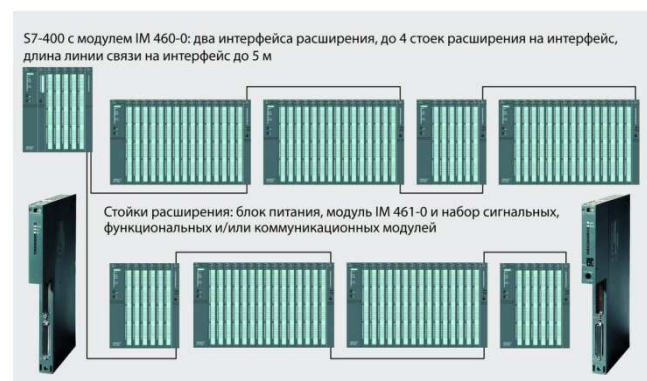 S7-400 с модулем IM 460-0: два интерфейса расширения, до 4 стоек расширения на интерфейс,
длина линии связи на интерфейс до 5 м
Стойки расширения: блок питания, модуль IM 461-0 и набор сигнальных,
функциональных и/или коммуникационных модулей